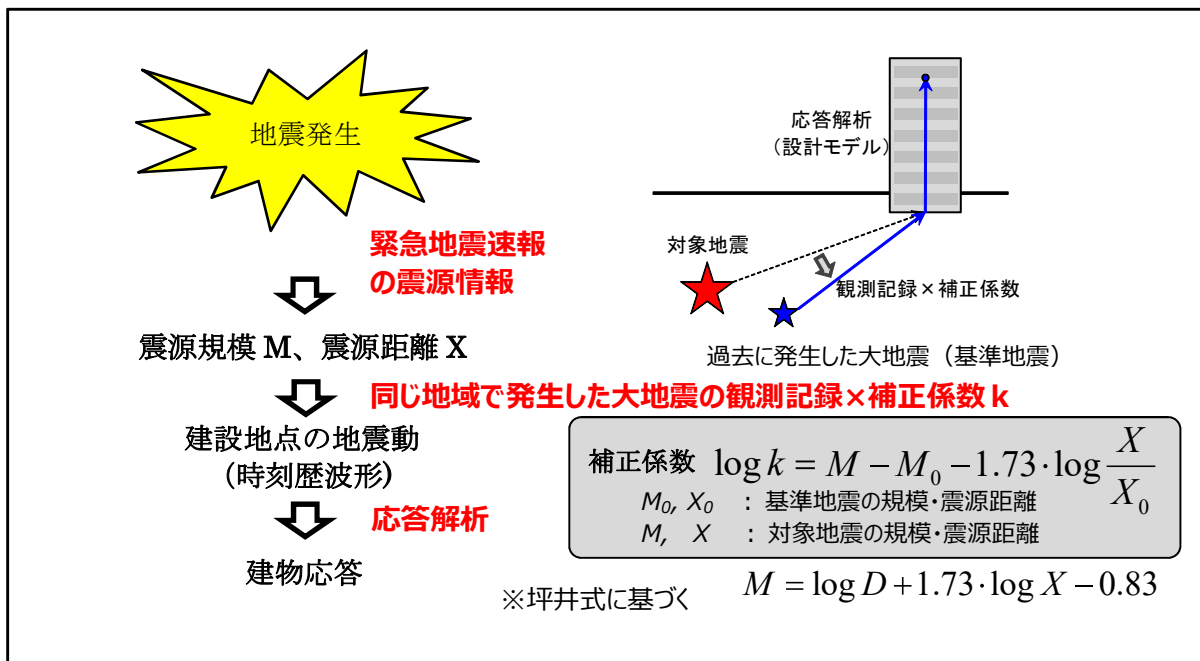 地震発生
緊急地震速報
の震源情報
震源規模 M、震源距離 X
同じ地域で発生した大地震の観測記録×補正係数 k
建設地点の地震動
(時刻歴波形)
応答解析
建物応答
応答解析
(設計モデル)
対象地震
観測記録×補正係数
過去に発生した大地震（基準地震）
補正係数 log k = M − M₀ − 1.73·log X/X₀
M₀, X₀ : 基準地震の規模・震源距離
M, X : 対象地震の規模・震源距離
※坪井式に基づく M = log D + 1.73·log X − 0.83